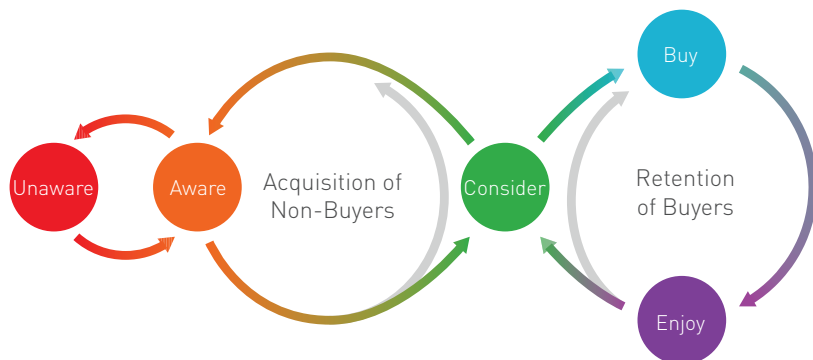 Buy
Unaware
Aware
Acquisition of
Non-Buyers
Consider
Retention
of Buyers
Enjoy